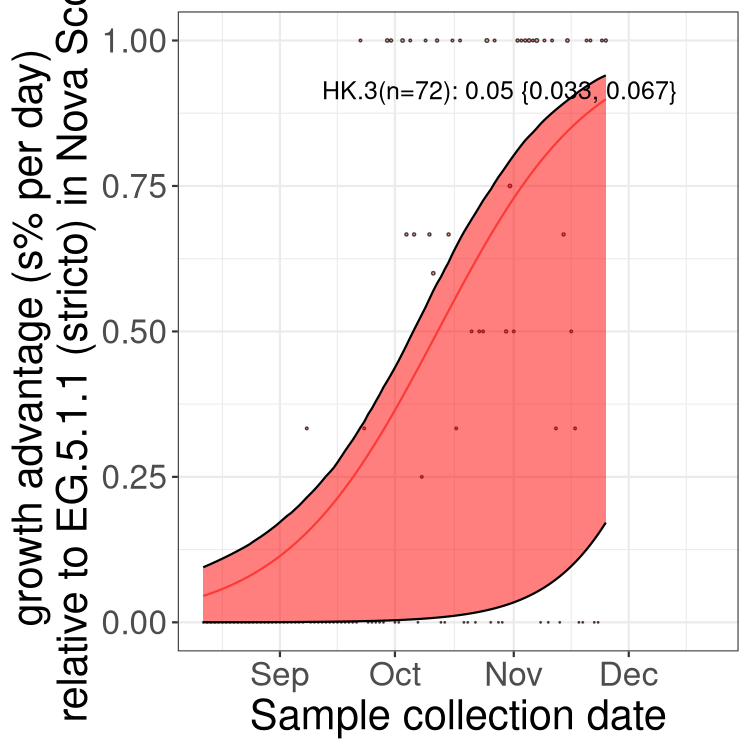 growth advantage (s% per day)
relative to EG.5.1.1 (stricto) in Nova Sco
1.00
HK.3(n=72): 0.05 {0.033, 0.067}
0.75
0.50
0.25
0.00
Sep Oct Nov Dec
Sample collection date